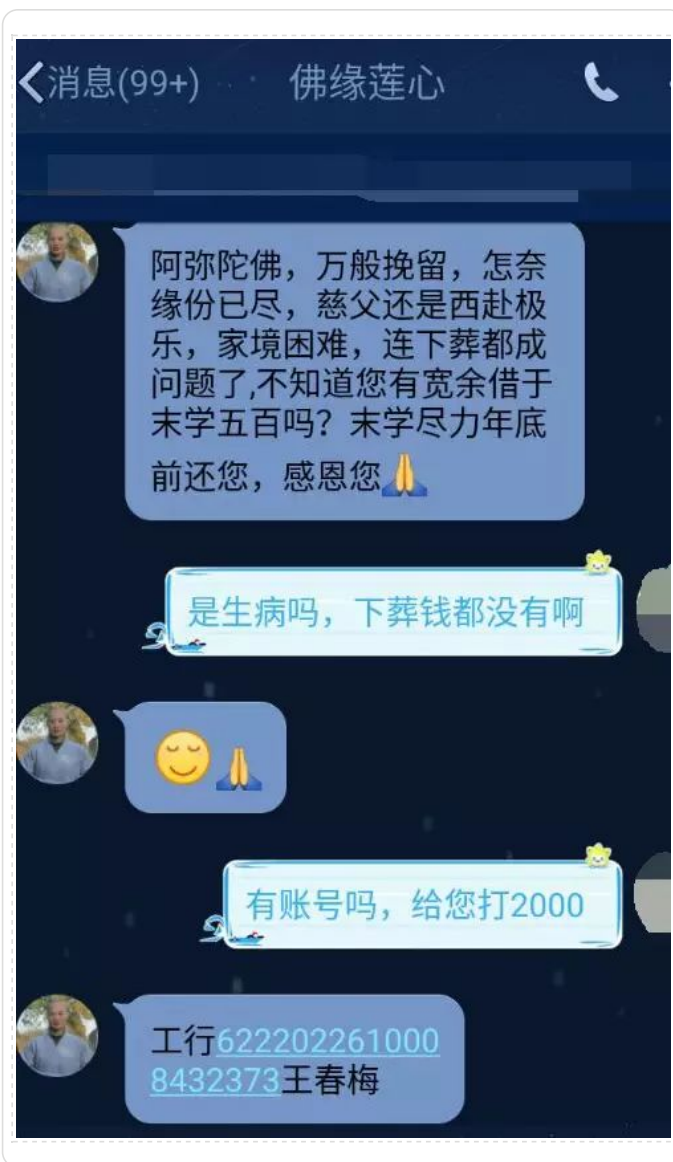 消息(99+)
佛缘莲心
阿弥陀佛，万般挽留，怎奈
缘份已尽，慈父还是西赴极
乐，家境困难，连下葬都成
问题了,不知道您有宽余借于
末学五百吗？末学尽力年底
前还您，感恩您🙏
是生病吗，下葬钱都没有啊
有账号吗，给您打2000
工行622202261000
8432373王春梅